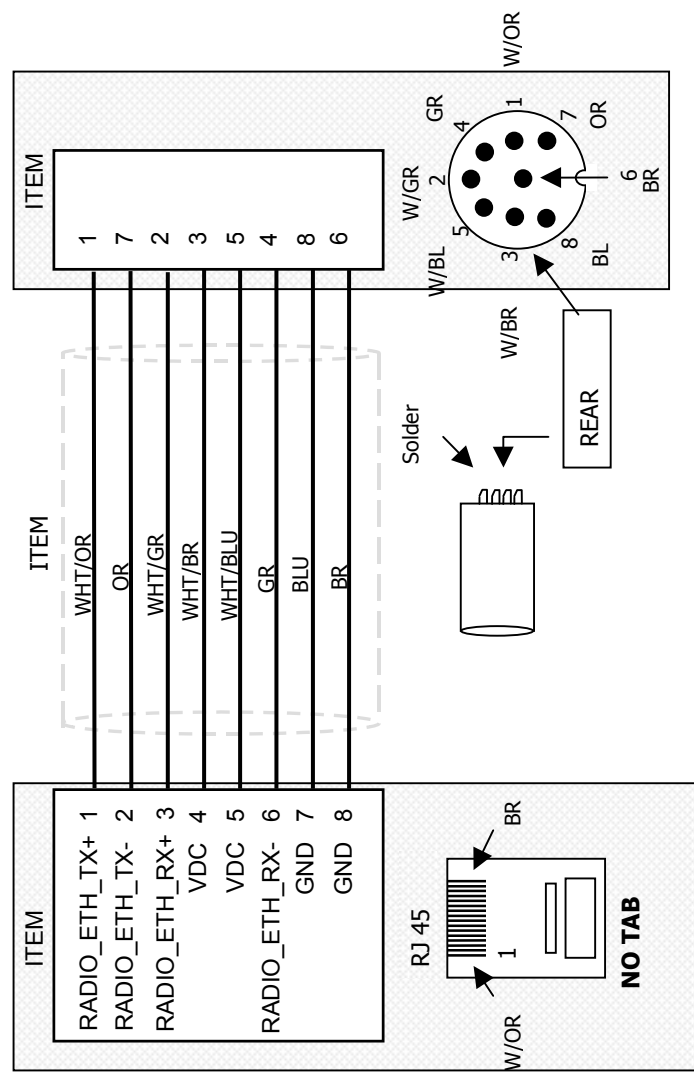 ITEM
RADIO_ETH_TX+ 1
RADIO_ETH_TX- 2
RADIO_ETH_RX+ 3
VDC 4
VDC 5
RADIO_ETH_RX- 6
GND 7
GND 8
ITEM
WHT/OR
OR
WHT/GR
WHT/BR
WHT/BLU
GR
BLU
BR
ITEM
1
7
2
3
5
4
8
6
RJ 45
1
W/OR
BR
NO TAB
Solder
REAR
W/BR
W/BL
W/GR
GR
W/OR
5
2
4
3
1
8
7
BL
6
BR
OR